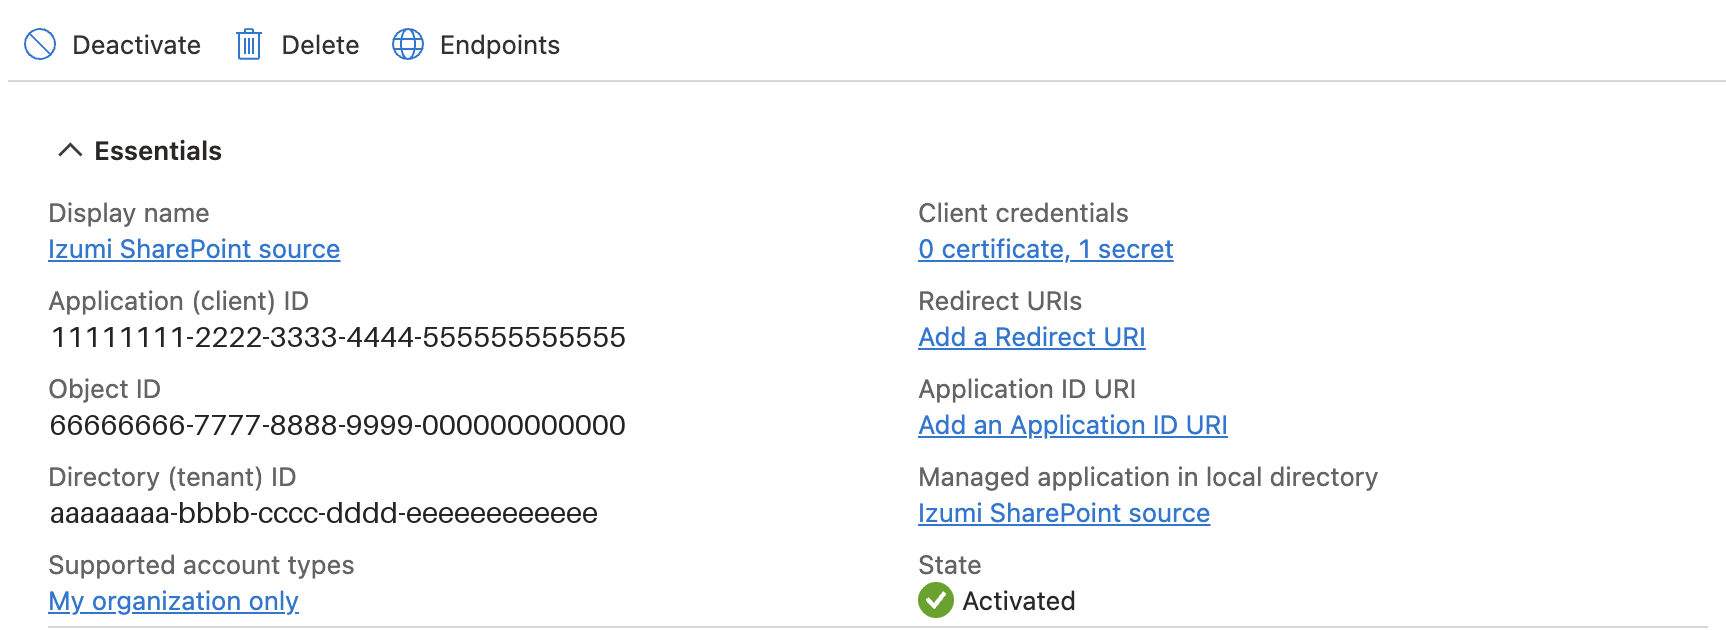 Deactivate Delete Endpoints
Essentials
Display name
Izumi SharePoint source
Application (client) ID
11111111-2222-3333-4444-555555555555
Object ID
66666666-7777-8888-9999-000000000000
Directory (tenant) ID
aaaaaaaa-bbbb-cccc-dddd-eeeeeeeeeeee
Supported account types
My organization only
Client credentials
0 certificate, 1 secret
Redirect URIs
Add a Redirect URI
Application ID URI
Add an Application ID URI
Managed application in local directory
Izumi SharePoint source
State
Activated